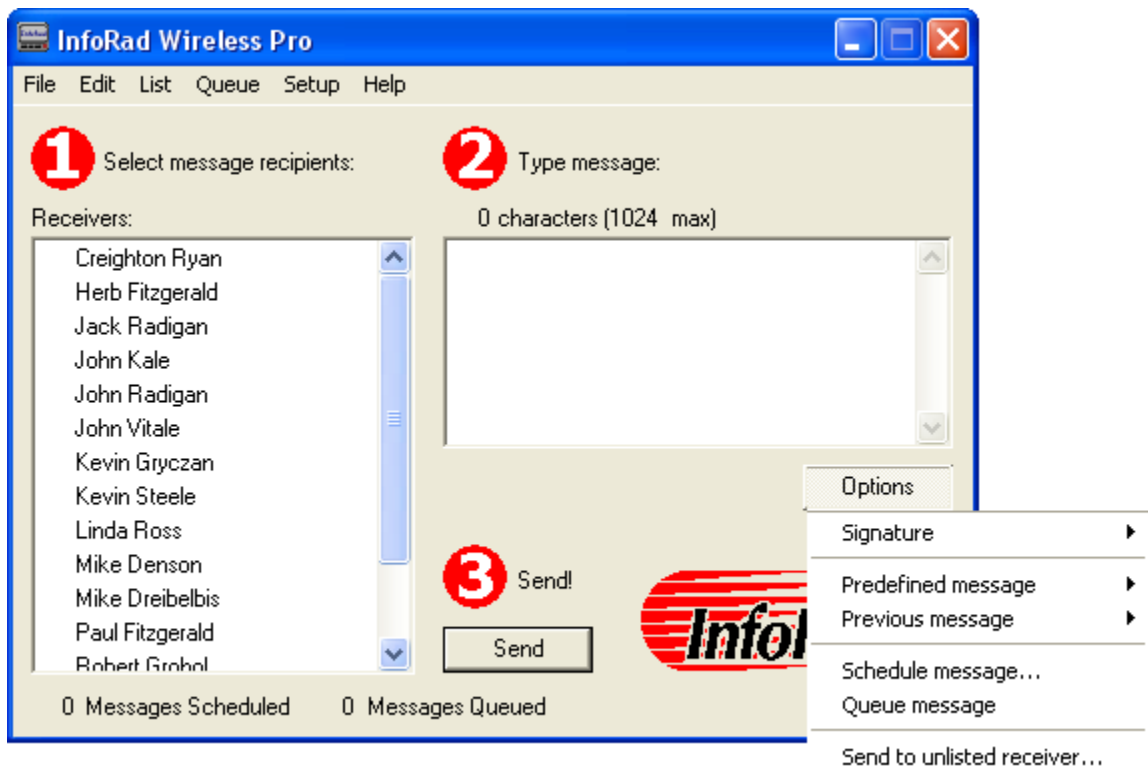 InfoRad Wireless Pro
File Edit List Queue Setup Help
1 Select message recipients:
2 Type message:
Receivers:
0 characters (1024 max)
Creighton Ryan
Herb Fitzgerald
Jack Radigan
John Kale
John Radigan
John Vitale
Kevin Gryczan
Kevin Steele
Linda Ross
Mike Denson
Mike Dreibelbis
Paul Fitzgerald
Robert Grohol
Options
Signature
Predefined message
Previous message
Schedule message...
Queue message
Send to unlisted receiver...
3 Send!
Send
0 Messages Scheduled 0 Messages Queued